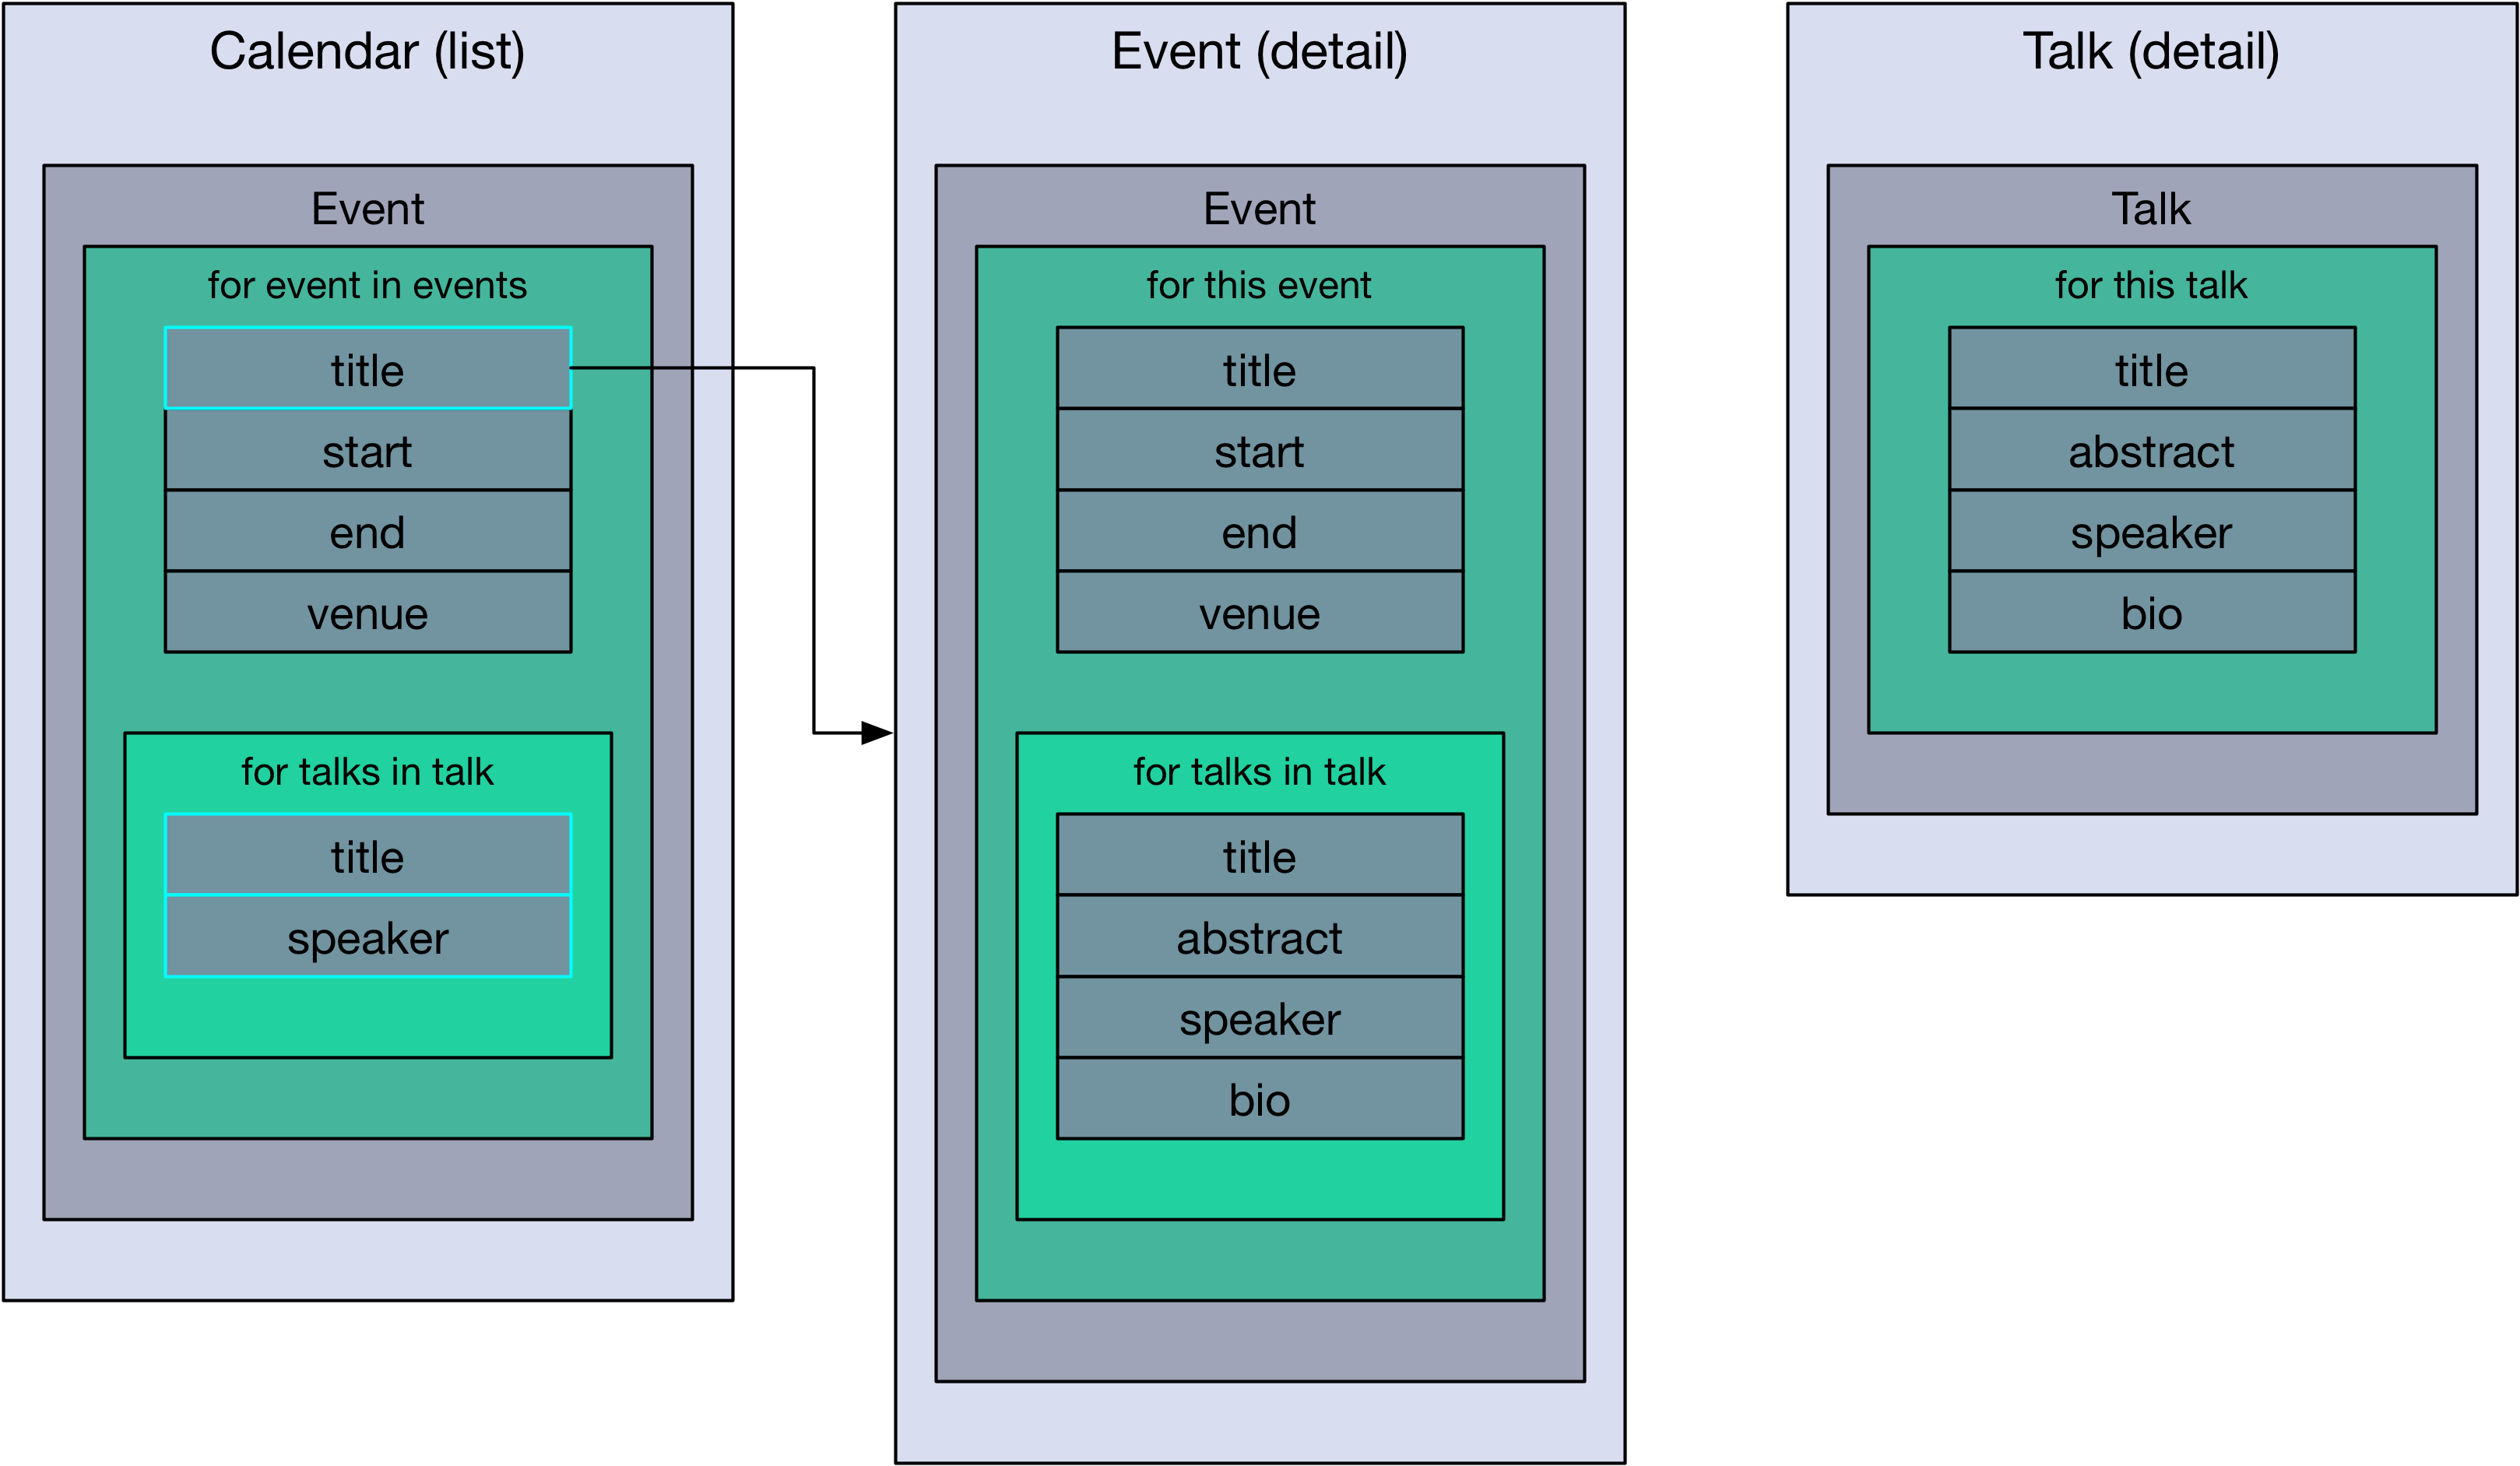 Calendar (list)
Event
for event in events
title
start
end
venue
for talks in talk
title
speaker
Event (detail)
Event
for this event
title
start
end
venue
for talks in talk
title
abstract
speaker
bio
Talk (detail)
Talk
for this talk
title
abstract
speaker
bio